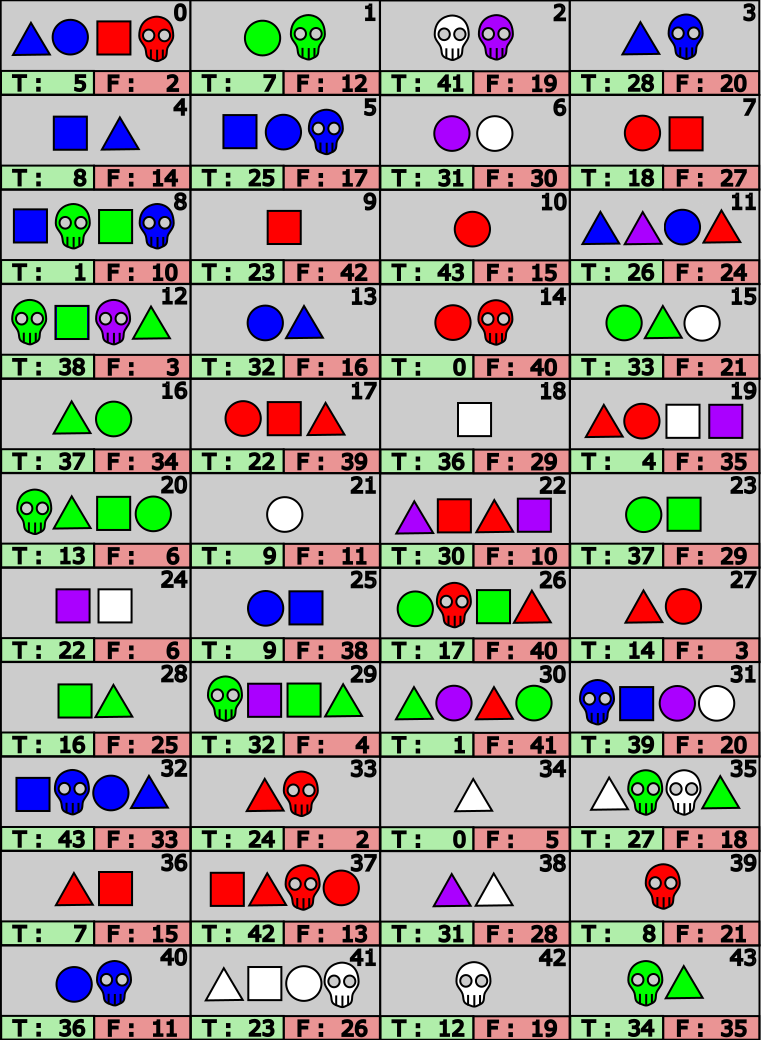 0 1 2 3
T: 5 F: 2 T: 7 F: 12 T: 41 F: 19 T: 28 F: 20
4 5 6 7
T: 8 F: 14 T: 25 F: 17 T: 31 F: 30 T: 18 F: 27
8 9 10 11
T: 1 F: 10 T: 23 F: 42 T: 43 F: 15 T: 26 F: 24
12 13 14 15
T: 38 F: 3 T: 32 F: 16 T: 0 F: 40 T: 33 F: 21
16 17 18 19
T: 37 F: 34 T: 22 F: 39 T: 36 F: 29 T: 4 F: 35
20 21 22 23
T: 13 F: 6 T: 9 F: 11 T: 30 F: 10 T: 37 F: 29
24 25 26 27
T: 22 F: 6 T: 9 F: 38 T: 17 F: 40 T: 14 F: 3
28 29 30 31
T: 16 F: 25 T: 32 F: 4 T: 1 F: 41 T: 39 F: 20
32 33 34 35
T: 43 F: 33 T: 24 F: 2 T: 0 F: 5 T: 27 F: 18
36 37 38 39
T: 7 F: 15 T: 42 F: 13 T: 31 F: 28 T: 8 F: 21
40 41 42 43
T: 36 F: 11 T: 23 F: 26 T: 12 F: 19 T: 34 F: 35